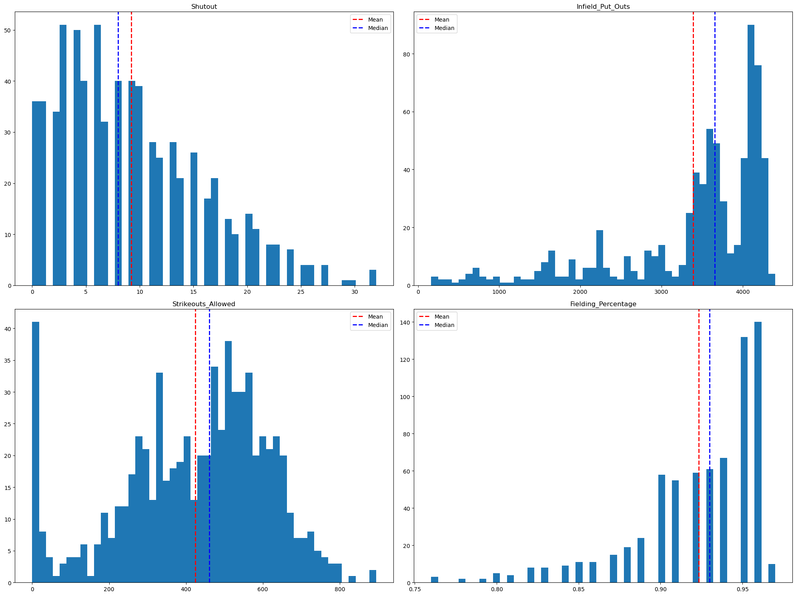 Shutout
Mean
Median
50
40
30
20
10
0
0 5 10 15 20 25 30
Infield_Put_Outs
Mean
Median
80
60
40
20
0
0 1000 2000 3000 4000
Strikeouts_Allowed
Mean
Median
40
35
30
25
20
15
10
5
0
0 200 400 600 800
Fielding_Percentage
Mean
Median
140
120
100
80
60
40
20
0
0.75 0.80 0.85 0.90 0.95